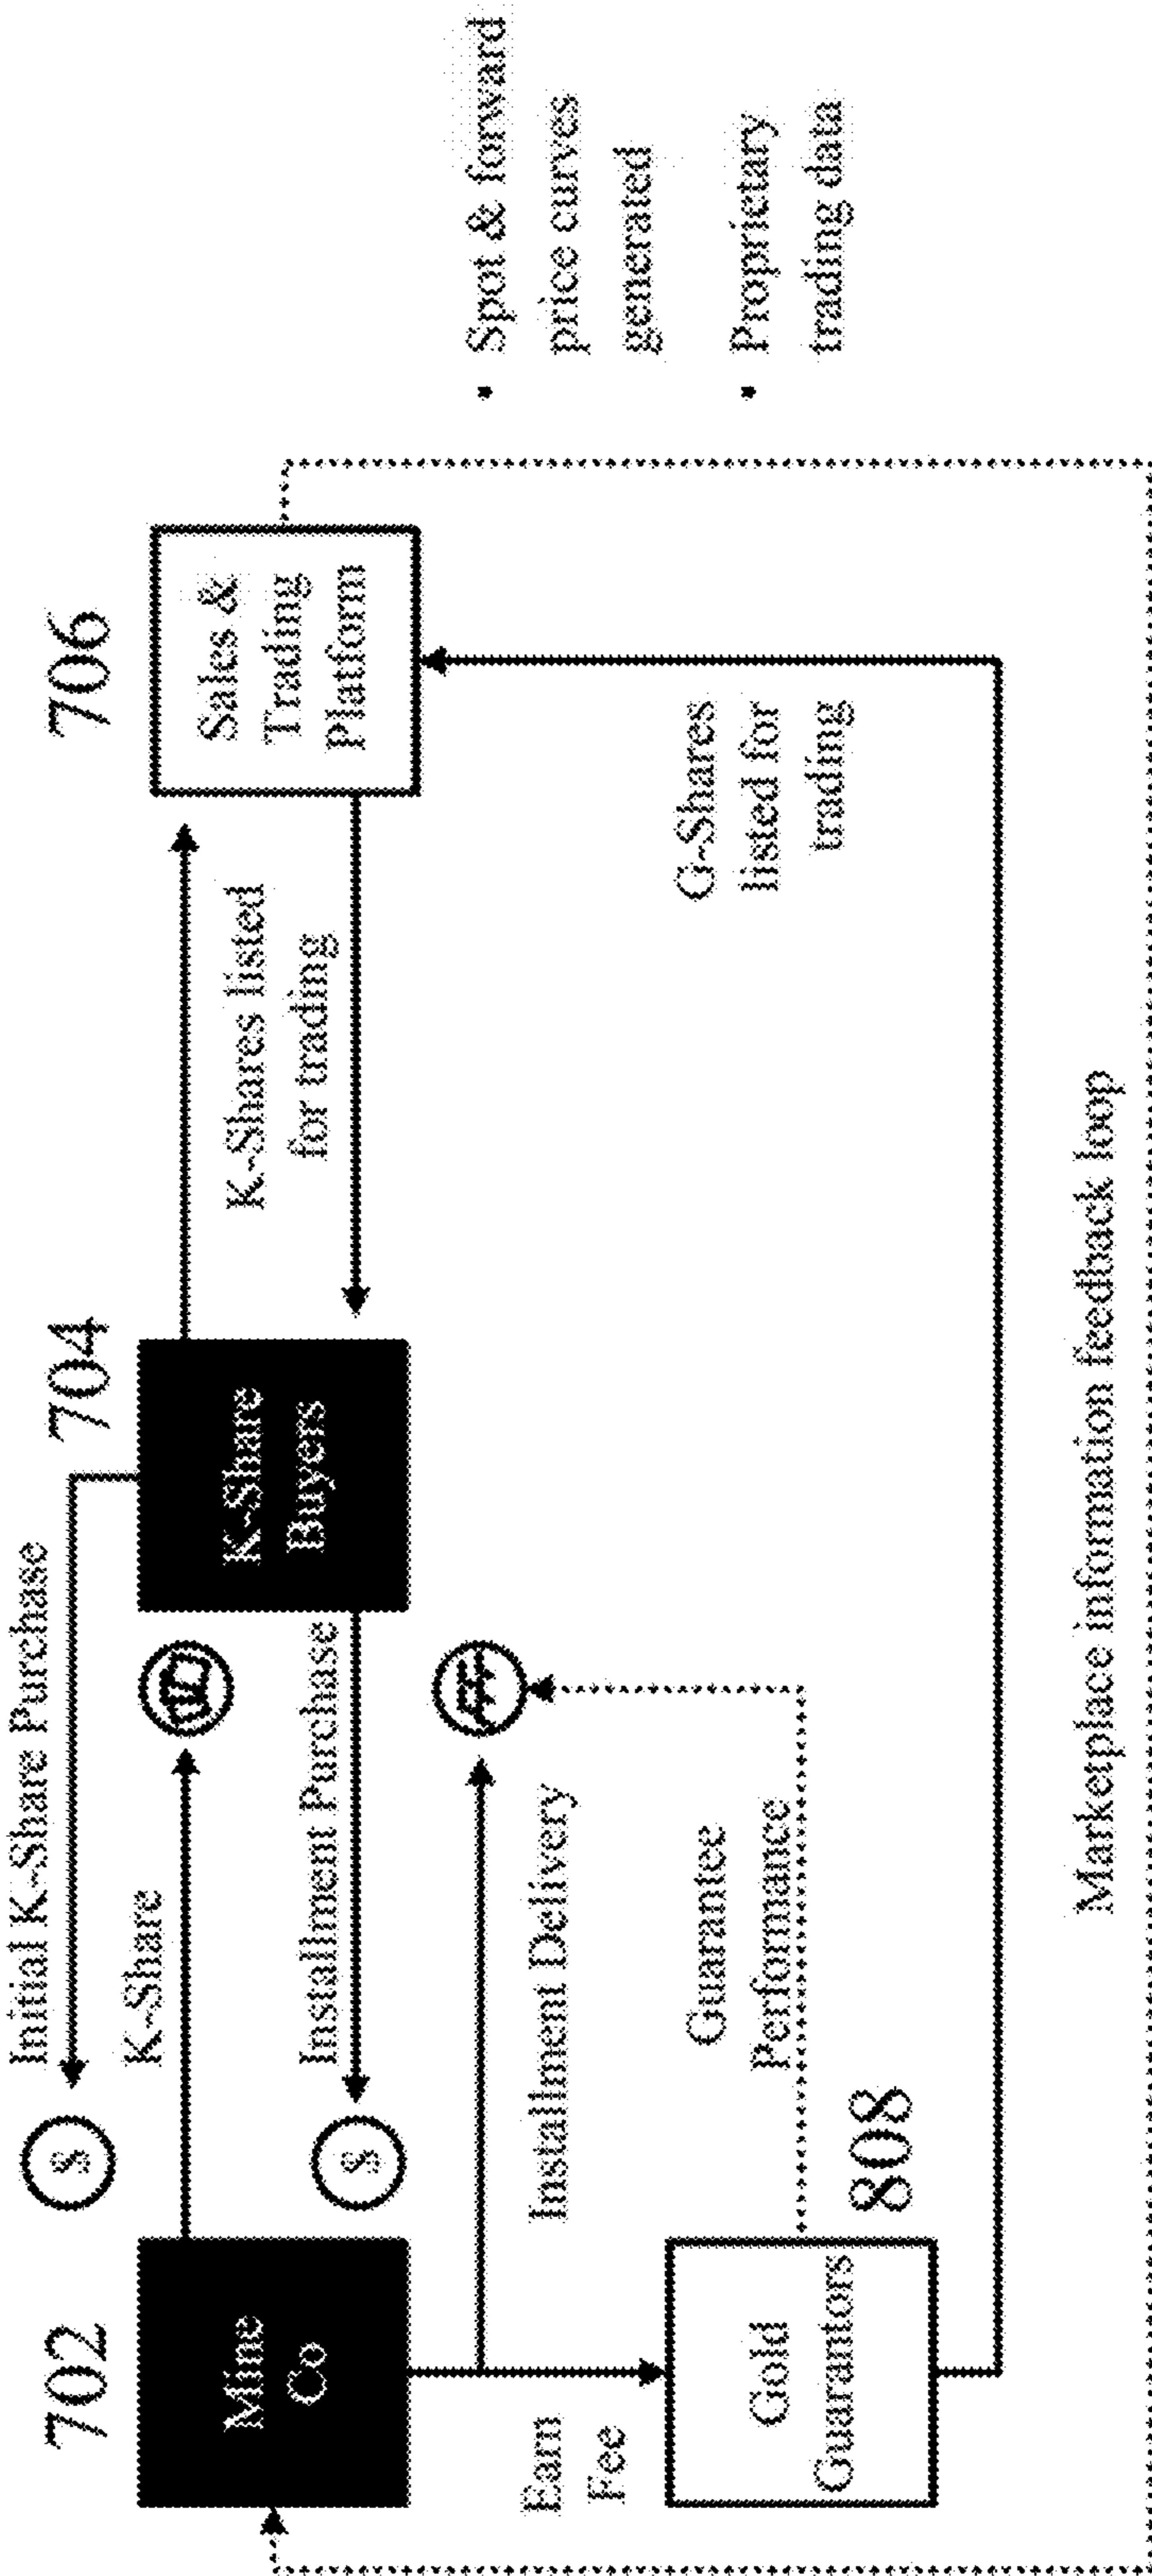 702
704
706
Initial K-Share Purchase
$
K-Share
Mine
Co
K-Share
Buyers
Sales &
Trading
Platform
K-Shares listed
for trading
Installment Purchase
$
Installment Delivery
Earn
Fee
Guarantee
Performance
Gold
Guarantors
808
G-Shares
listed for
trading
• Spot & forward
price curves
generated
• Proprietary
trading data
Marketplace information feedback loop